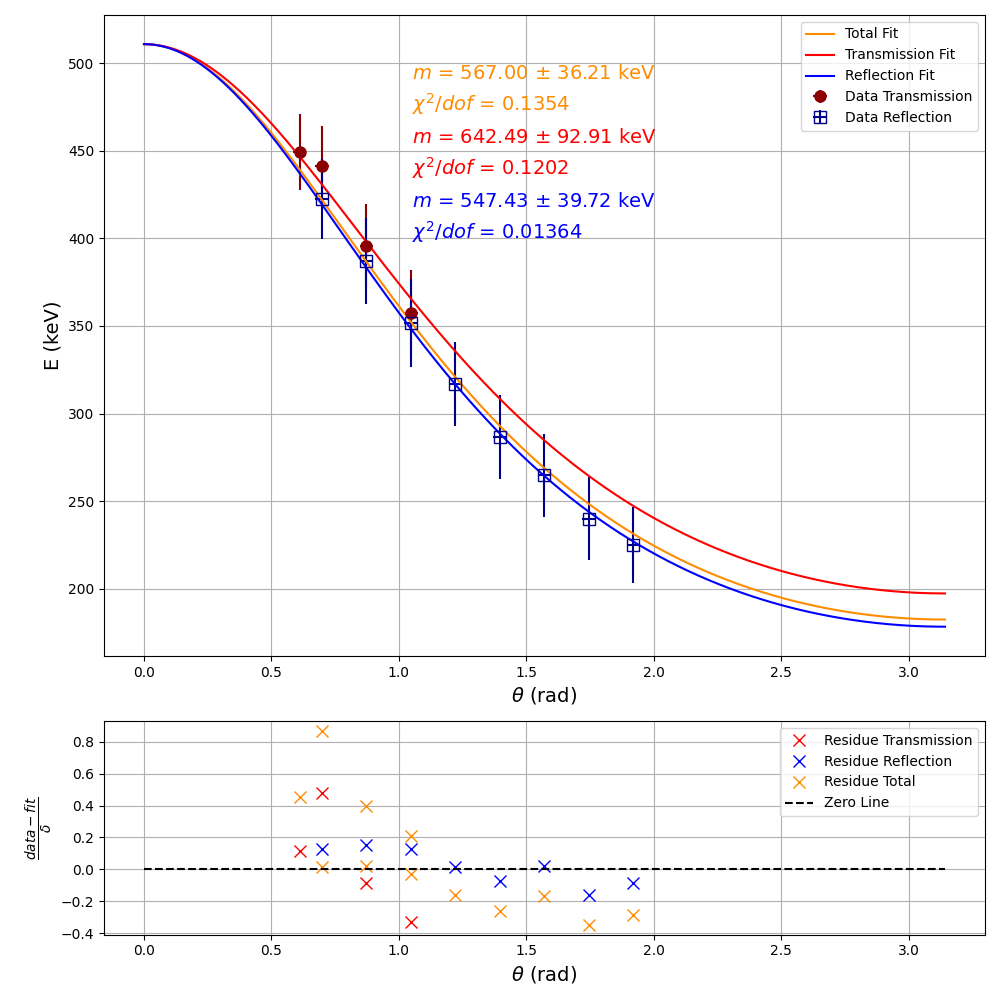 E (keV)
500
450
400
350
300
250
200
m = 567.00 ± 36.21 keV
χ²/dof = 0.1354
m = 642.49 ± 92.91 keV
χ²/dof = 0.1202
m = 547.43 ± 39.72 keV
χ²/dof = 0.01364
Total Fit
Transmission Fit
Reflection Fit
Data Transmission
Data Reflection
0.0 0.5 1.0 1.5 2.0 2.5 3.0
θ (rad)
data − fit
δ
0.8
0.6
0.4
0.2
0.0
−0.2
−0.4
Residue Transmission
Residue Reflection
Residue Total
Zero Line
0.0 0.5 1.0 1.5 2.0 2.5 3.0
θ (rad)